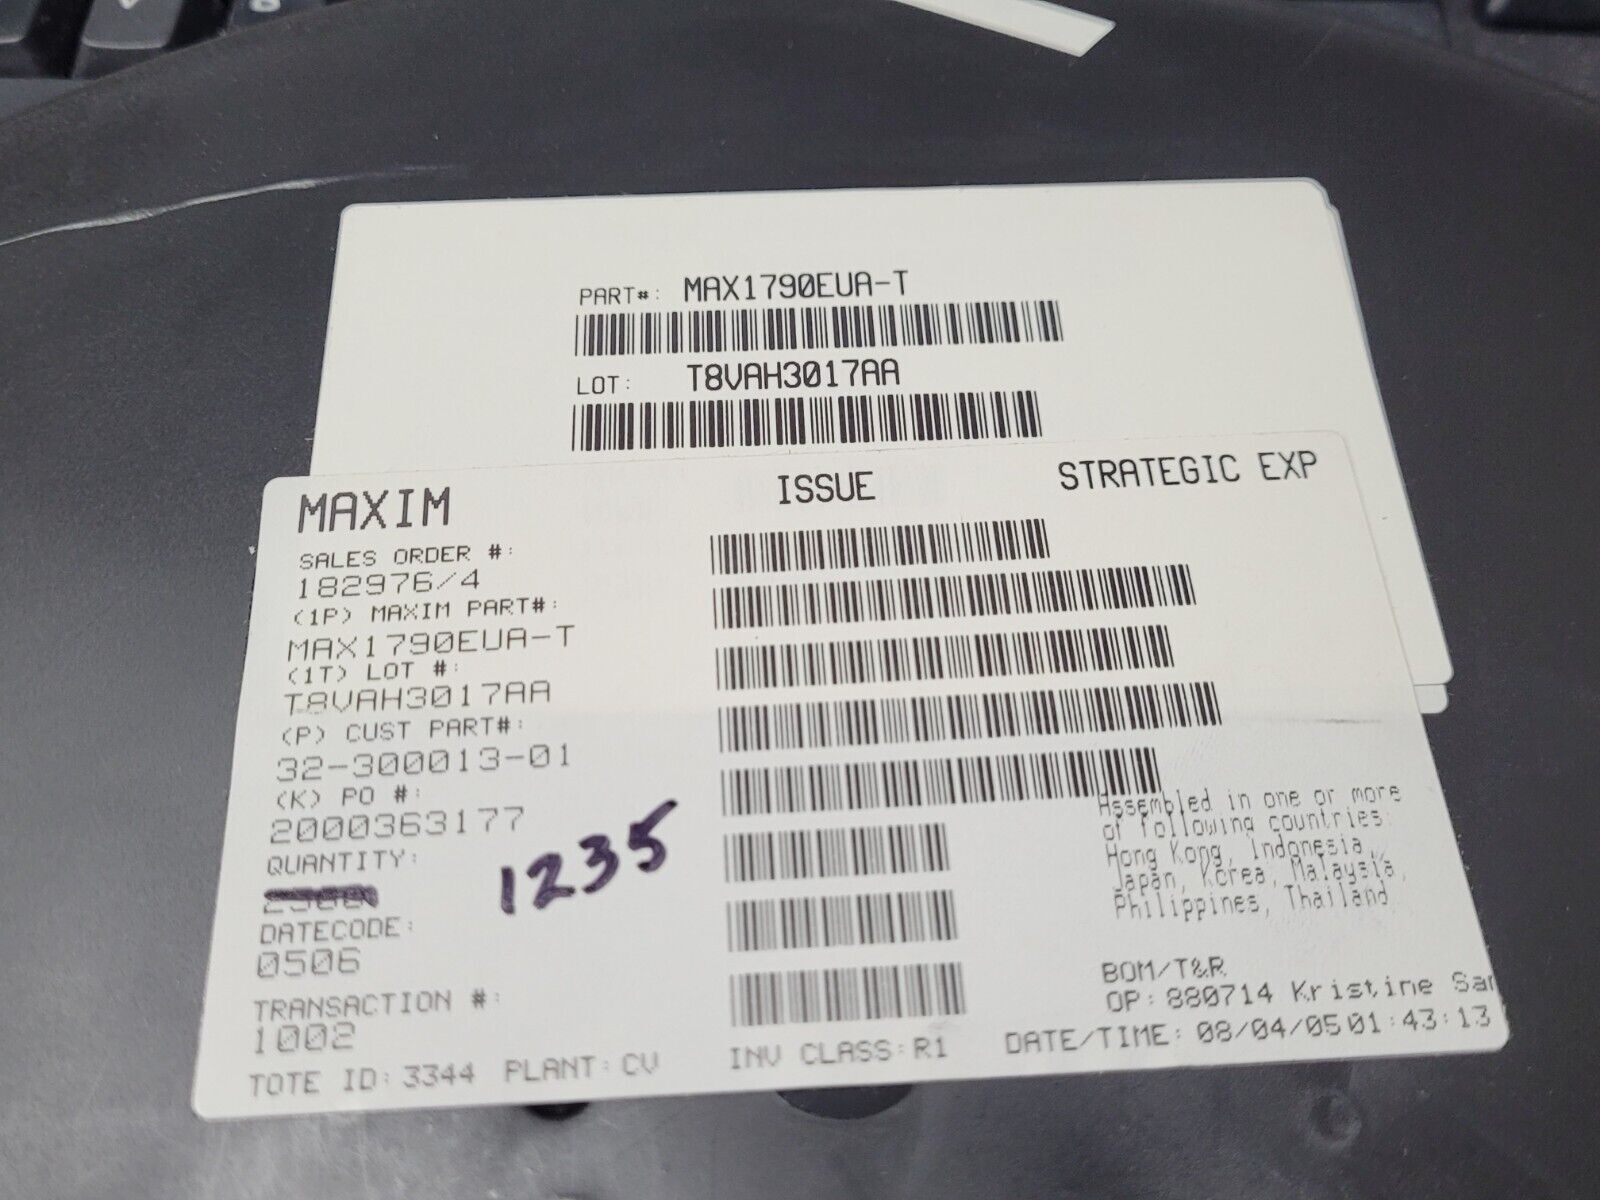 PART#: MAX1790EUA-T
LOT: T8VAH3017AA
MAXIM ISSUE STRATEGIC EXP
SALES ORDER #:
182976/4
(1P) MAXIM PART#:
MAX1790EUA-T
(1T) LOT #:
T8VAH3017AA
(P) CUST PART#:
32-300013-01
(K) PO #:
2000363177
QUANTITY:
1235
DATECODE:
0506
TRANSACTION #:
1002
TOTE ID: 3344 PLANT: CV INV CLASS: R1
Assembled in one or more
of following countries:
Hong Kong, Indonesia,
Japan, Korea, Malaysia,
Philippines, Thailand
BOM/T&R
OP: 880714 Kristine
DATE/TIME: 08/04/05 01:43:13